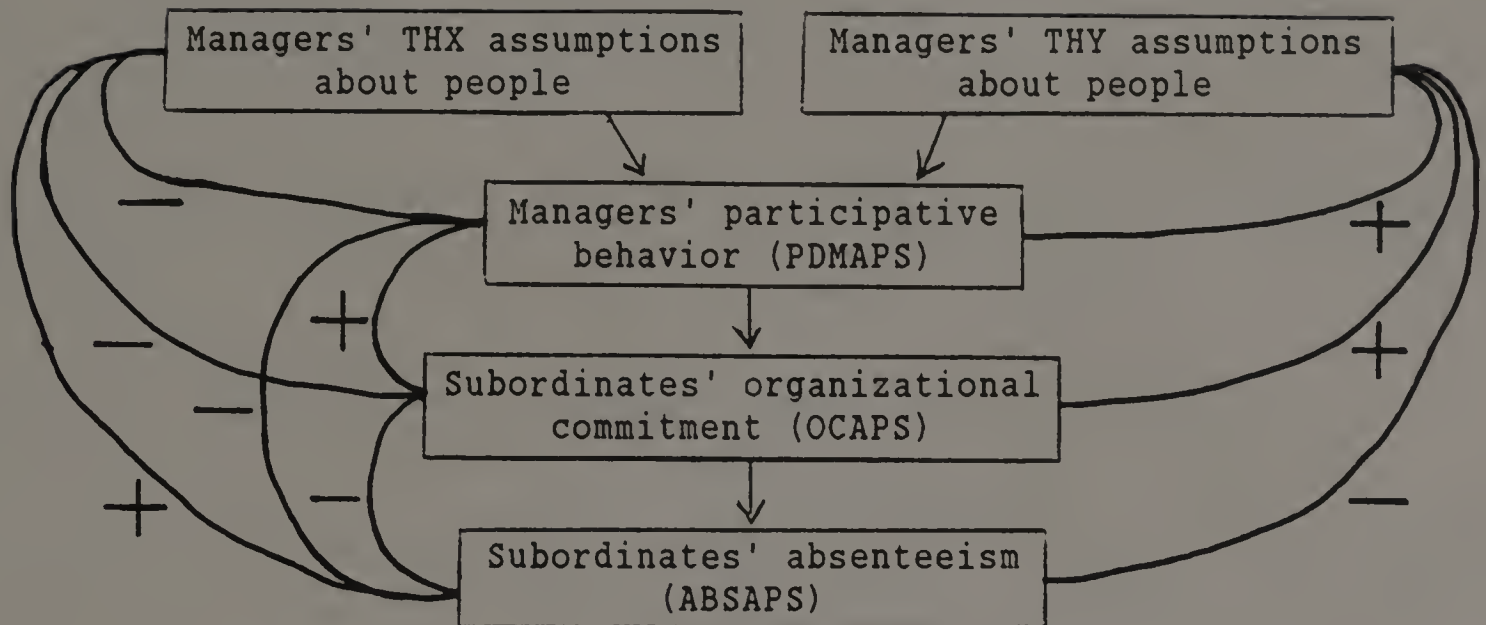 Managers' THX assumptions
about people
Managers' THY assumptions
about people
−
Managers' participative
behavior (PDMAPS)
+
+
−
−
Subordinates' organizational
commitment (OCAPS)
+
+
−
−
Subordinates' absenteeism
(ABSAPS)